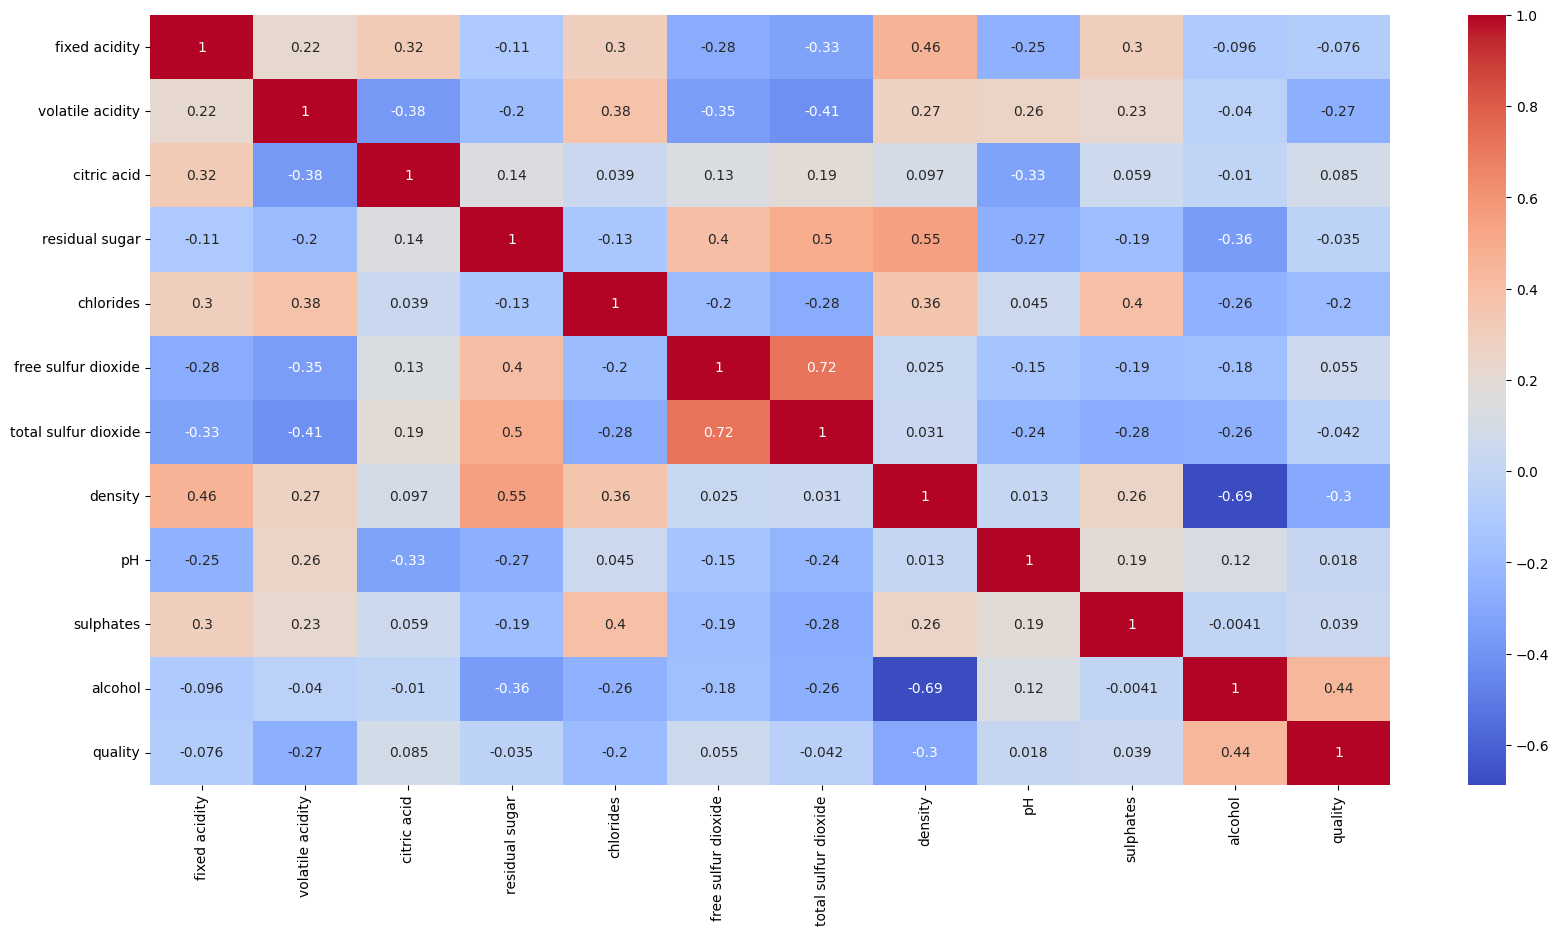 fixed acidity 1 0.22 0.32 -0.11 0.3 -0.28 -0.33 0.46 -0.25 0.3 -0.096 -0.076
volatile acidity 0.22 1 -0.38 -0.2 0.38 -0.35 -0.41 0.27 0.26 0.23 -0.04 -0.27
citric acid 0.32 -0.38 1 0.14 0.039 0.13 0.19 0.097 -0.33 0.059 -0.01 0.085
residual sugar -0.11 -0.2 0.14 1 -0.13 0.4 0.5 0.55 -0.27 -0.19 -0.36 -0.035
chlorides 0.3 0.38 0.039 -0.13 1 -0.2 -0.28 0.36 0.045 0.4 -0.26 -0.2
free sulfur dioxide -0.28 -0.35 0.13 0.4 -0.2 1 0.72 0.025 -0.15 -0.19 -0.18 0.055
total sulfur dioxide -0.33 -0.41 0.19 0.5 -0.28 0.72 1 0.031 -0.24 -0.28 -0.26 -0.042
density 0.46 0.27 0.097 0.55 0.36 0.025 0.031 1 0.013 0.26 -0.69 -0.3
pH -0.25 0.26 -0.33 -0.27 0.045 -0.15 -0.24 0.013 1 0.19 0.12 0.018
sulphates 0.3 0.23 0.059 -0.19 0.4 -0.19 -0.28 0.26 0.19 1 -0.0041 0.039
alcohol -0.096 -0.04 -0.01 -0.36 -0.26 -0.18 -0.26 -0.69 0.12 -0.0041 1 0.44
quality -0.076 -0.27 0.085 -0.035 -0.2 0.055 -0.042 -0.3 0.018 0.039 0.44 1
fixed acidity
volatile acidity
citric acid
residual sugar
chlorides
free sulfur dioxide
total sulfur dioxide
density
pH
sulphates
alcohol
quality
1.0
0.8
0.6
0.4
0.2
0.0
−0.2
−0.4
−0.6